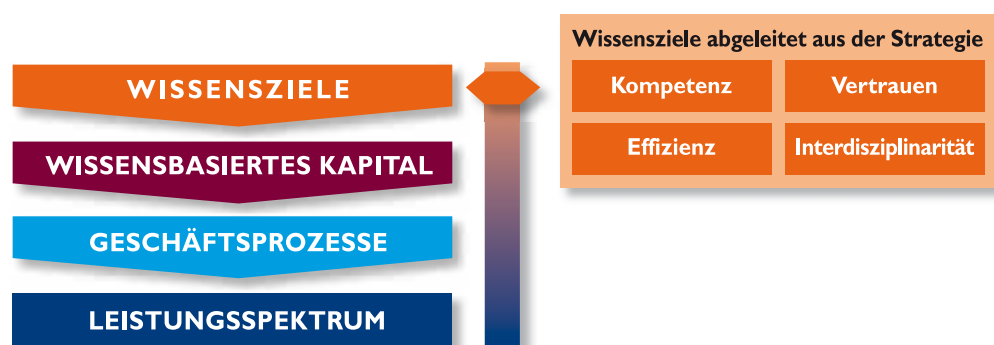 WISSENSZIELE
WISSENSBASIERTES KAPITAL
GESCHÄFTSPROZESSE
LEISTUNGSSPEKTRUM
Wissensziele abgeleitet aus der Strategie
Kompetenz
Vertrauen
Effizienz
Interdisziplinarität